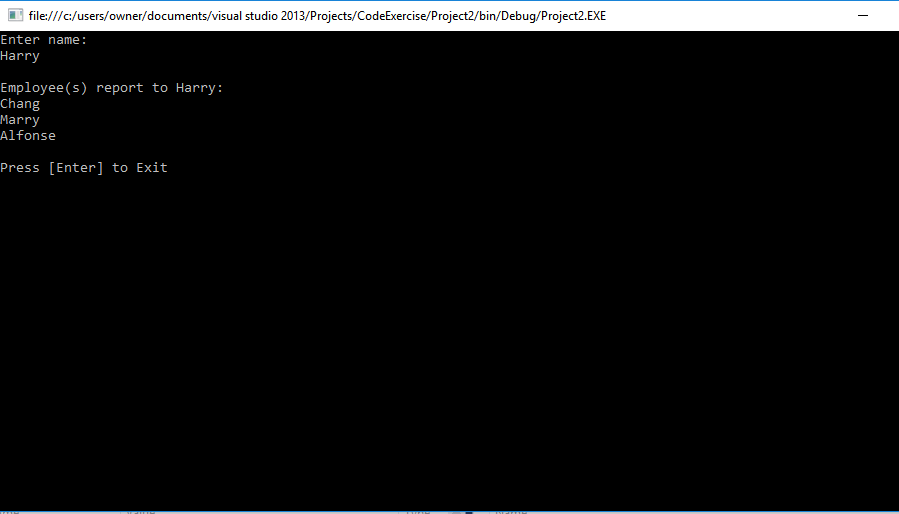 file:///c:/users/owner/documents/visual studio 2013/Projects/CodeExercise/Project2/bin/Debug/Project2.EXE
Enter name:
Harry
Employee(s) report to Harry:
Chang
Marry
Alfonse
Press [Enter] to Exit